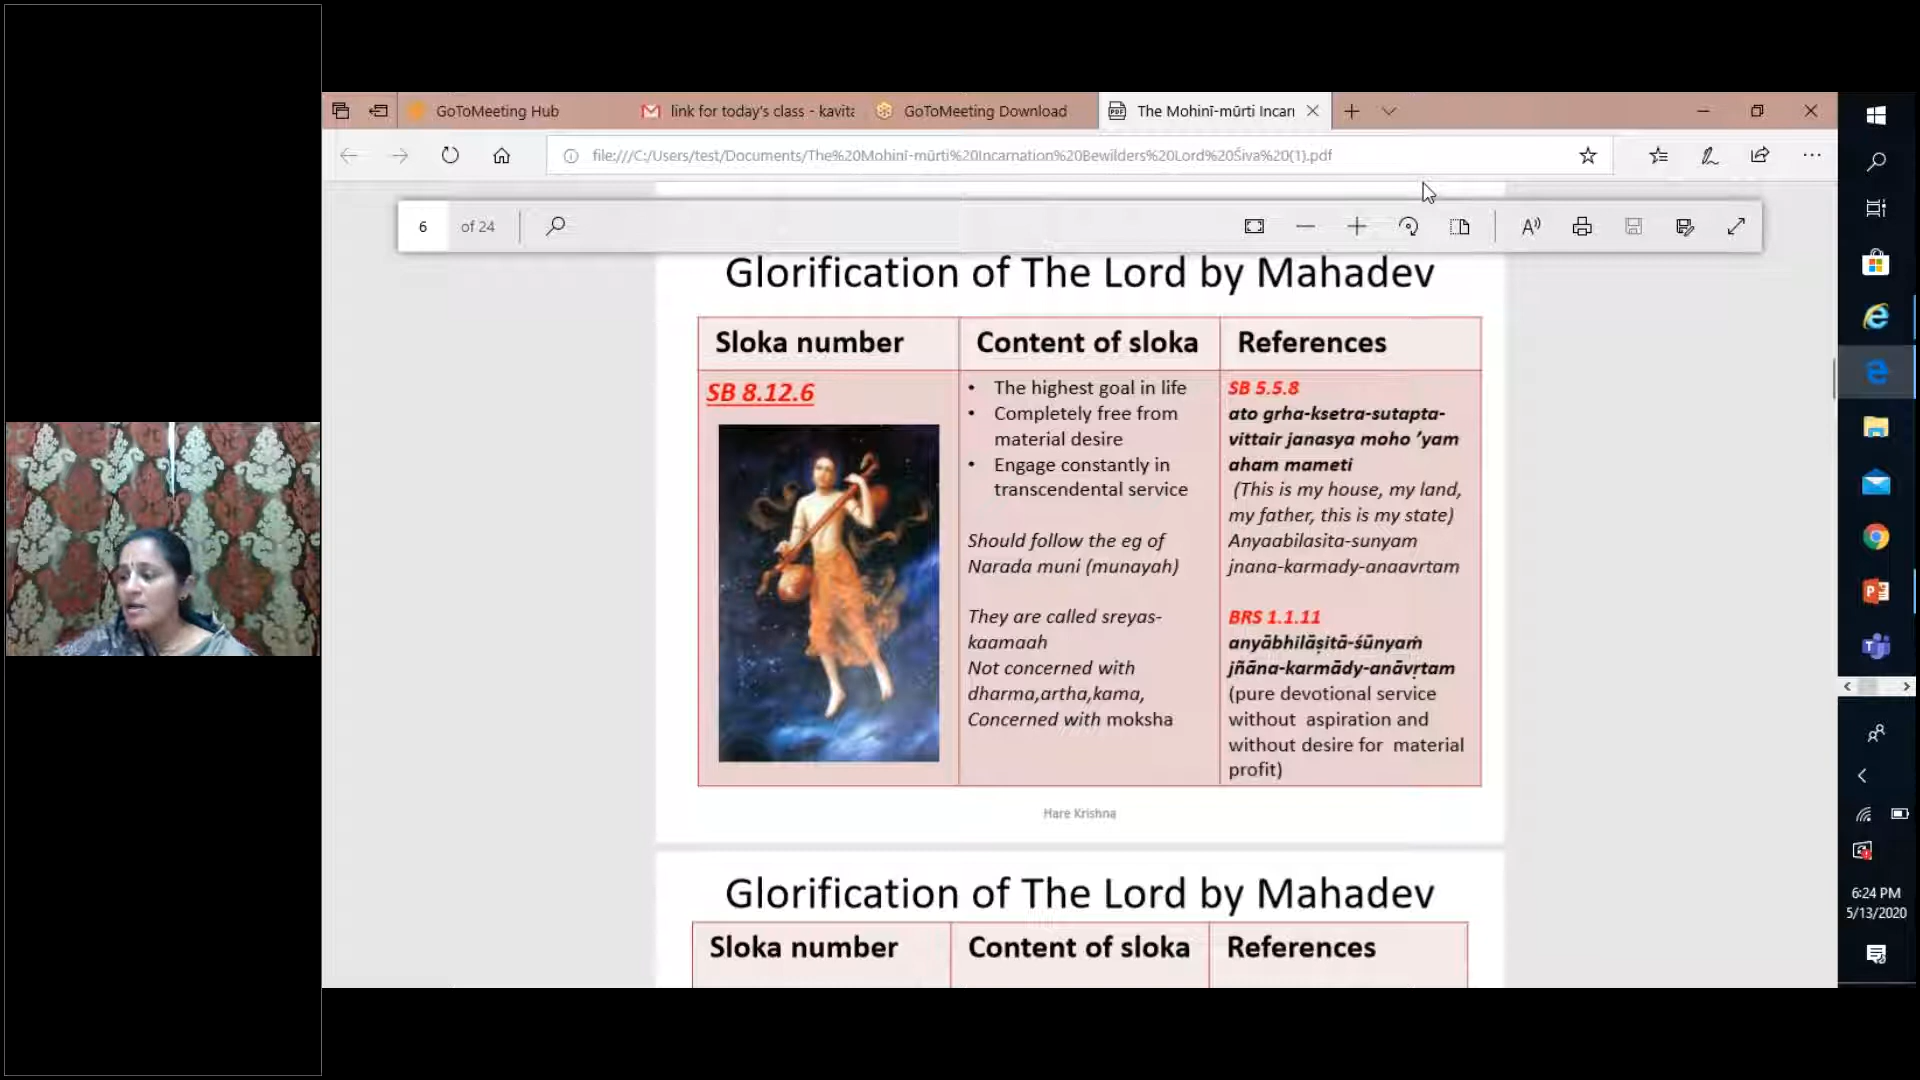 GoToMeeting Hub
link for today's class - kavita
GoToMeeting Download
The Mohinī-mūrti Incarn
file:///C:/Users/test/Documents/The%20Mohinī-mūrti%20Incarnation%20Bewilders%20Lord%20Śiva%20(1).pdf
6 of 24
Glorification of The Lord by Mahadev
Sloka number
Content of sloka
References
SB 8.12.6
• The highest goal in life
• Completely free from
material desire
• Engage constantly in
transcendental service
Should follow the eg of
Narada muni (munayah)
They are called sreyas-
kaamaah
Not concerned with
dharma,artha,kama,
Concerned with moksha
SB 5.5.8
ato grha-ksetra-sutapta-
vittair janasya moho ’yam
aham mameti
(This is my house, my land,
my father, this is my state)
Anyaabilasita-sunyam
jnana-karmady-anaavrtam
BRS 1.1.11
anyābhilāṣitā-śūnyaṁ
jñāna-karmādy-anāvṛtam
(pure devotional service
without aspiration and
without desire for material
profit)
Hare Krishna
Glorification of The Lord by Mahadev
Sloka number
Content of sloka
References
6:24 PM
5/13/2020